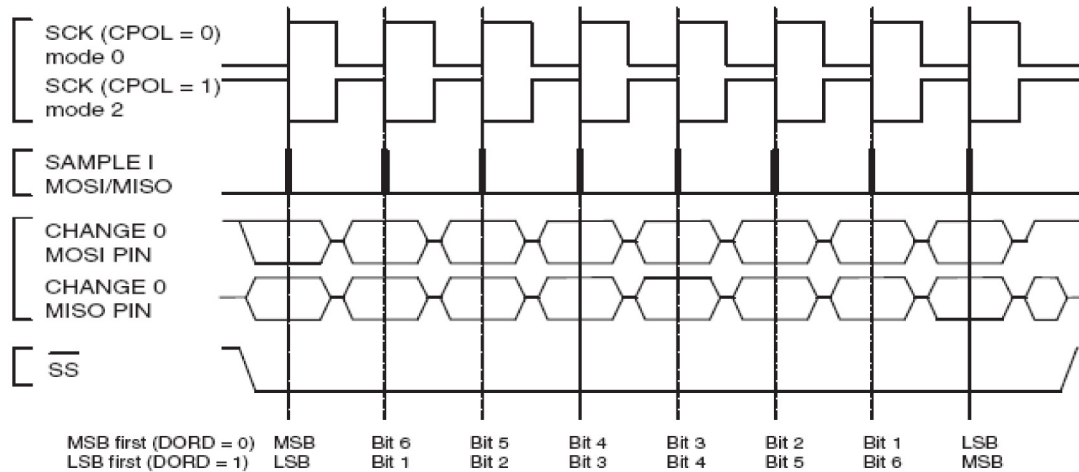 SCK (CPOL = 0)
mode 0
SCK (CPOL = 1)
mode 2
SAMPLE I
MOSI/MISO
CHANGE 0
MOSI PIN
CHANGE 0
MISO PIN
SS
MSB first (DORD = 0) MSB Bit 6 Bit 5 Bit 4 Bit 3 Bit 2 Bit 1 LSB
LSB first (DORD = 1) LSB Bit 1 Bit 2 Bit 3 Bit 4 Bit 5 Bit 6 MSB